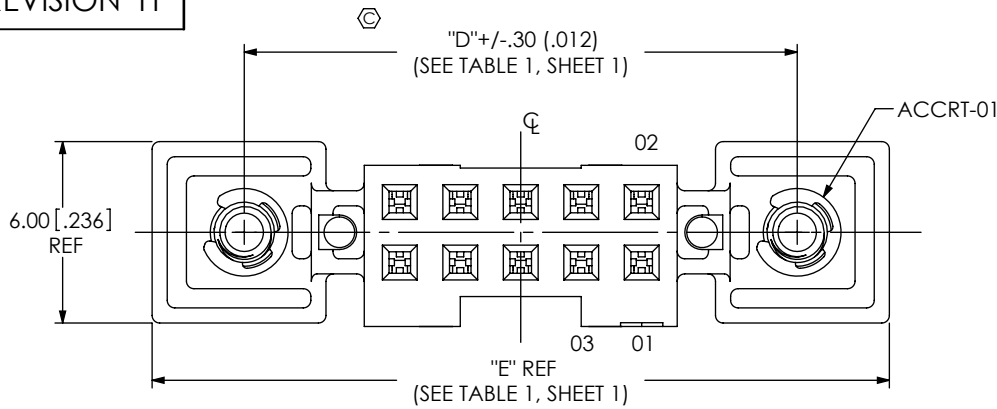 Ⓒ
"D"+/-.30 (.012)
(SEE TABLE 1, SHEET 1)
ACCRT-01
℄
02
6.00 [.236]
REF
03
01
"E" REF
(SEE TABLE 1, SHEET 1)